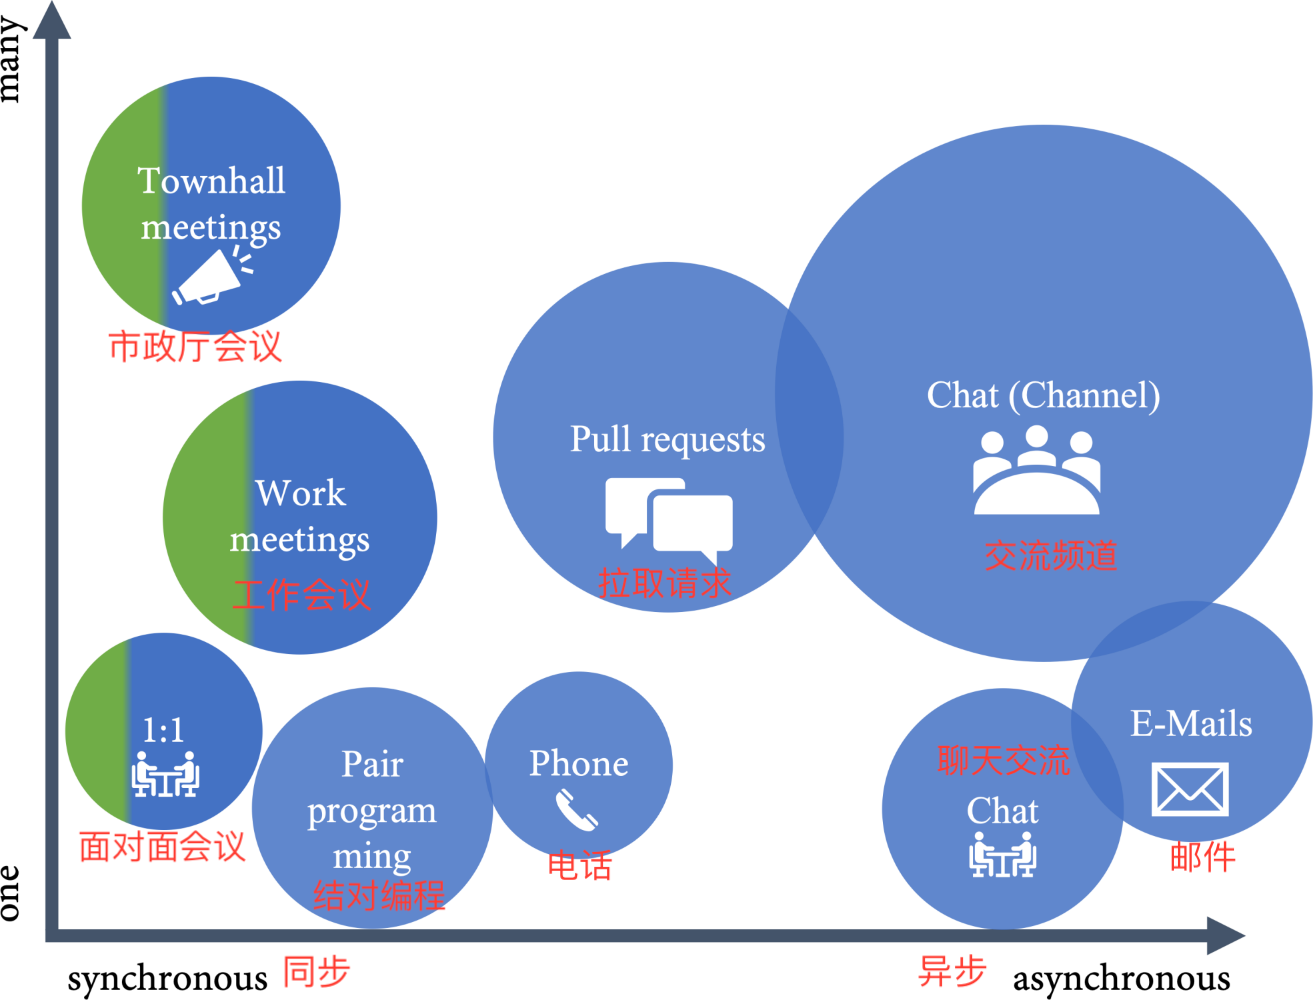 many
Townhall
meetings
市政厅会议
Work
meetings
工作会议
1:1
面对面会议
Pair
program
ming
结对编程
Phone
电话
Pull requests
拉取请求
Chat (Channel)
交流频道
聊天交流
Chat
E-Mails
邮件
one
synchronous 同步
异步 asynchronous